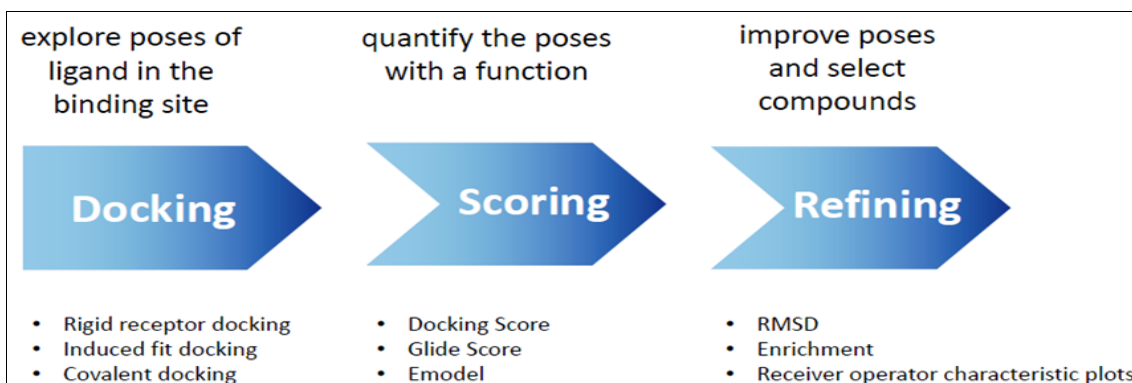 explore poses of
ligand in the
binding site
Docking
• Rigid receptor docking
• Induced fit docking
• Covalent docking
quantify the poses
with a function
Scoring
• Docking Score
• Glide Score
• Emodel
improve poses
and select
compounds
Refining
• RMSD
• Enrichment
• Receiver operator characteristic plots